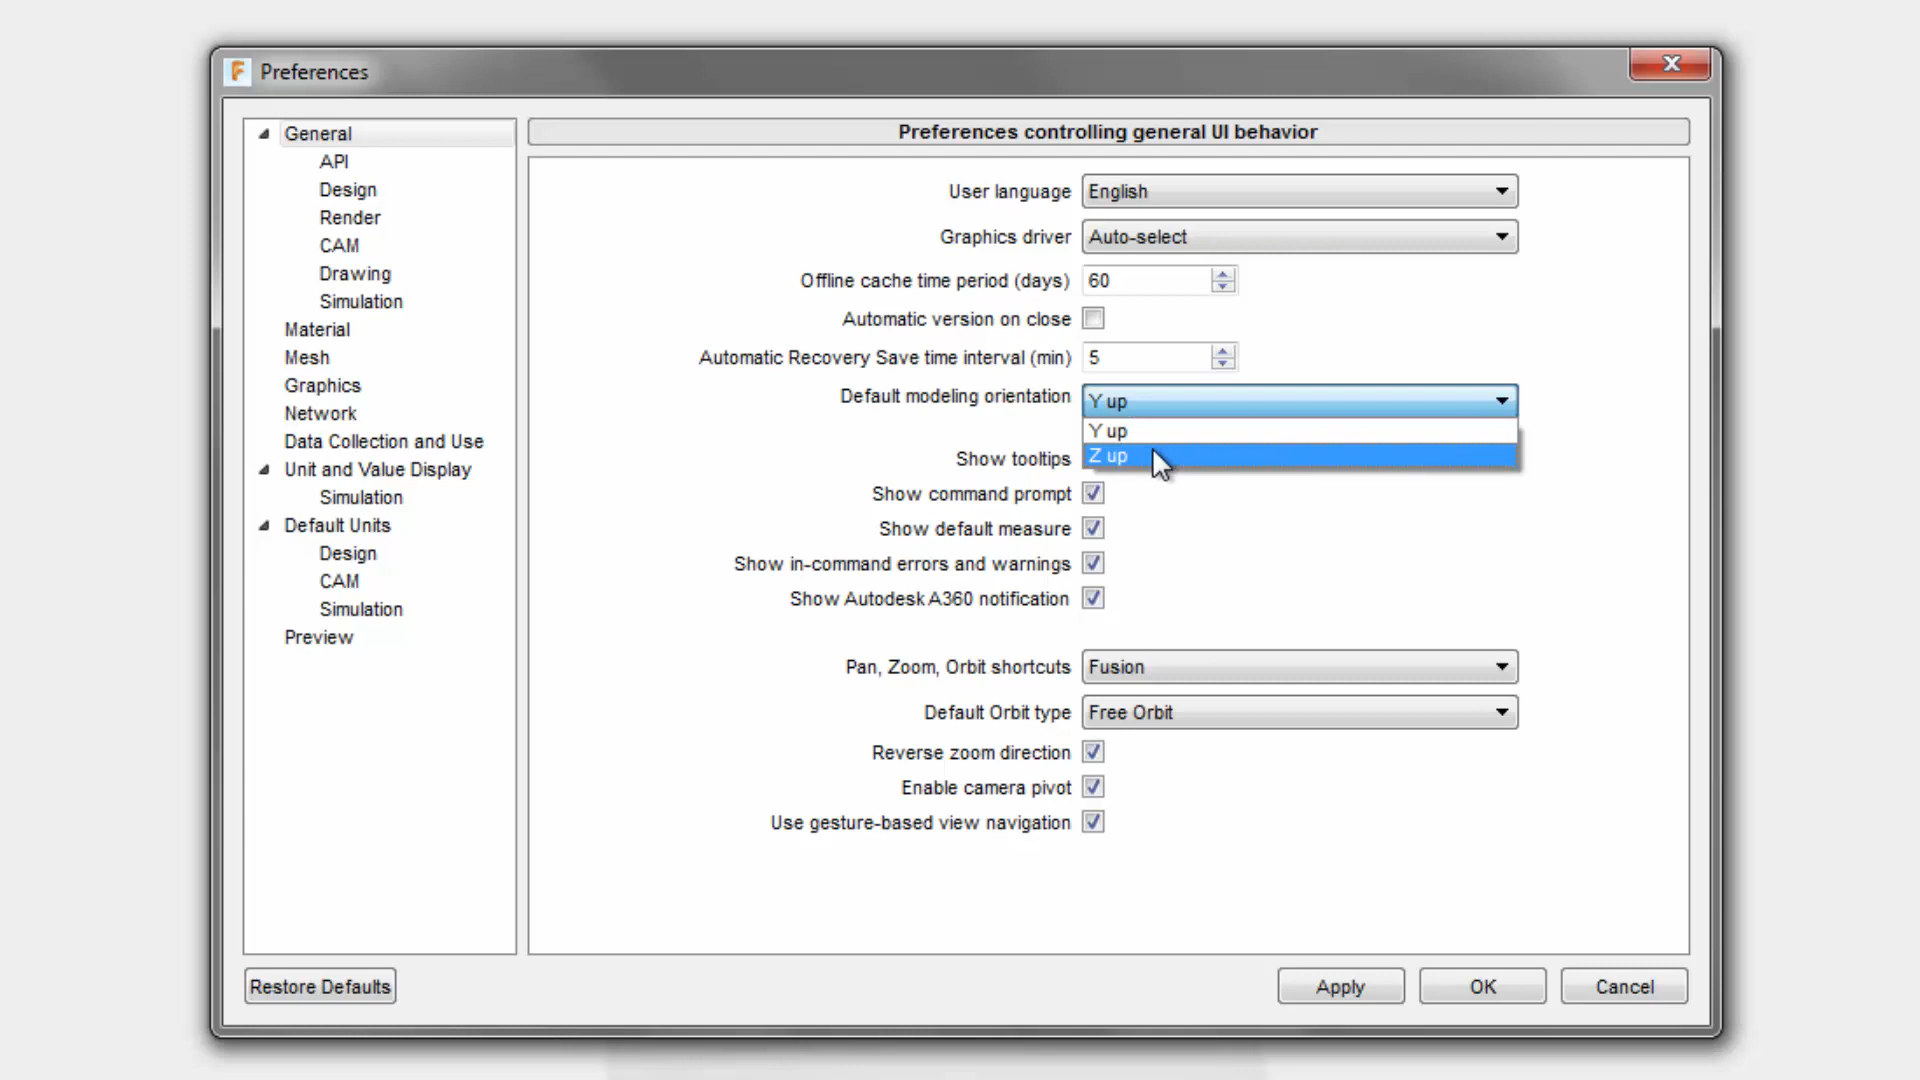 F Preferences X
General
API
Design
Render
CAM
Drawing
Simulation
Material
Mesh
Graphics
Network
Data Collection and Use
Unit and Value Display
Simulation
Default Units
Design
CAM
Simulation
Preview
Preferences controlling general UI behavior
User language English
Graphics driver Auto-select
Offline cache time period (days) 60
Automatic version on close
Automatic Recovery Save time interval (min) 5
Default modeling orientation Y up
Y up
Z up
Show tooltips
Show command prompt
Show default measure
Show in-command errors and warnings
Show Autodesk A360 notification
Pan, Zoom, Orbit shortcuts Fusion
Default Orbit type Free Orbit
Reverse zoom direction
Enable camera pivot
Use gesture-based view navigation
Restore Defaults Apply OK Cancel